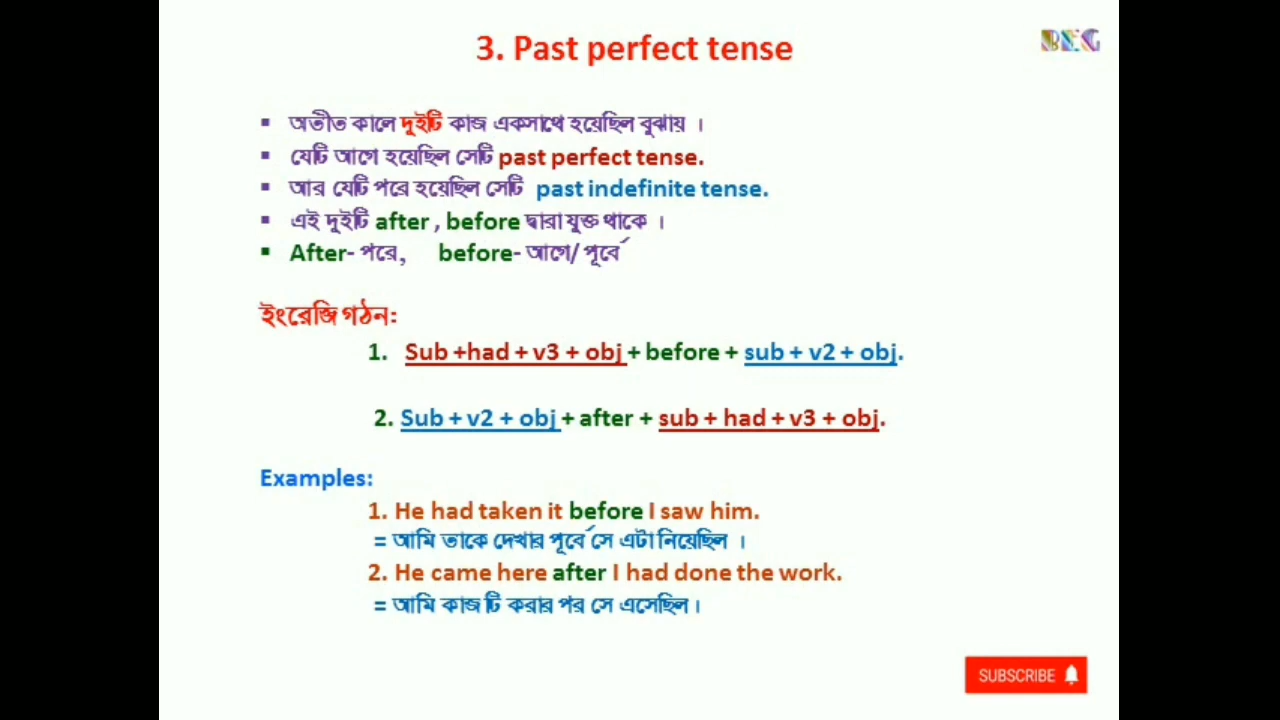 3. Past perfect tense
BEG
▪ অতীত কালে দুইটি কাজ একসাথে হয়েছিল বুঝায় ।
▪ যেটি আগে হয়েছিল সেটি past perfect tense.
▪ আর যেটি পরে হয়েছিল সেটি past indefinite tense.
▪ এই দুইটি after , before দ্বারা যুক্ত থাকে ।
▪ After- পরে, before- আগে/ পূর্বে
ইংরেজি গঠন:
1. Sub +had + v3 + obj + before + sub + v2 + obj.
2. Sub + v2 + obj + after + sub + had + v3 + obj.
Examples:
1. He had taken it before I saw him.
= আমি তাকে দেখার পূর্বে সে এটা নিয়েছিল ।
2. He came here after I had done the work.
= আমি কাজ টি করার পর সে এসেছিল।
SUBSCRIBE